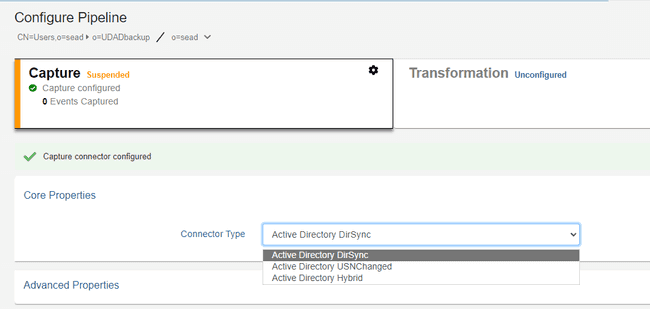 Configure Pipeline
CN=Users,o=sead o=UDADbackup / o=sead
Capture Suspended
Capture configured
0 Events Captured
Transformation Unconfigured
Capture connector configured
Core Properties
Connector Type Active Directory DirSync
Active Directory DirSync
Active Directory USNChanged
Active Directory Hybrid
Advanced Properties